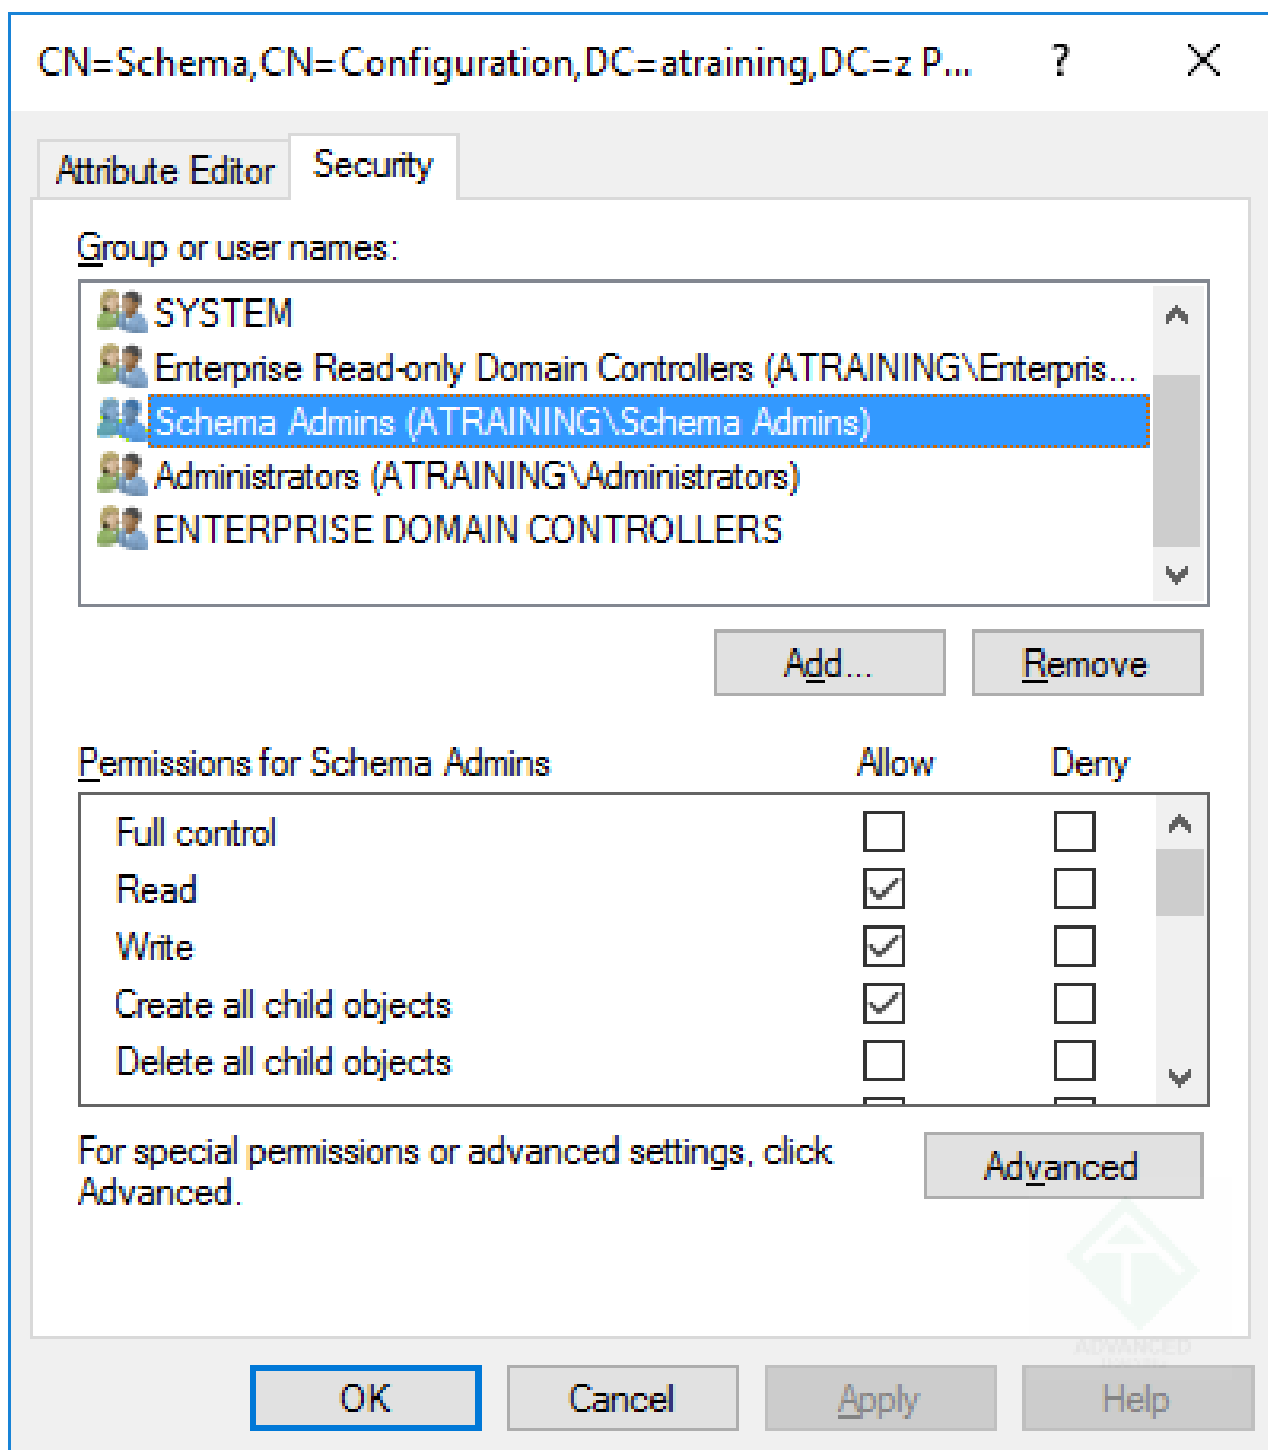 CN=Schema,CN=Configuration,DC=atraining,DC=z P...
?
Attribute Editor
Security
Group or user names:
SYSTEM
Enterprise Read-only Domain Controllers (ATRAINING\Enterpris...
Schema Admins (ATRAINING\Schema Admins)
Administrators (ATRAINING\Administrators)
ENTERPRISE DOMAIN CONTROLLERS
Add...
Remove
Permissions for Schema Admins
Allow
Deny
Full control
Read
Write
Create all child objects
Delete all child objects
For special permissions or advanced settings, click
Advanced.
Advanced
ADVANCED
OK
Cancel
Apply
Help